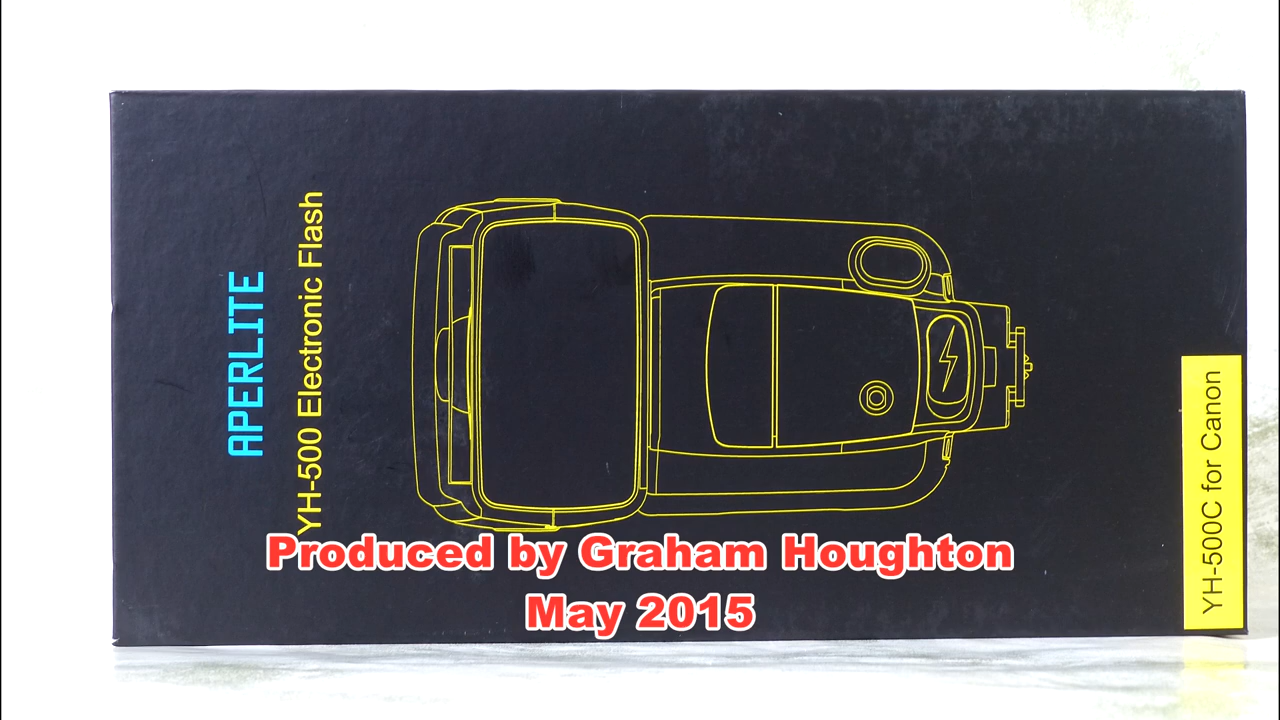 APERLITE
YH-500 Electronic Flash
YH-500C for Canon
Produced by Graham Houghton
May 2015